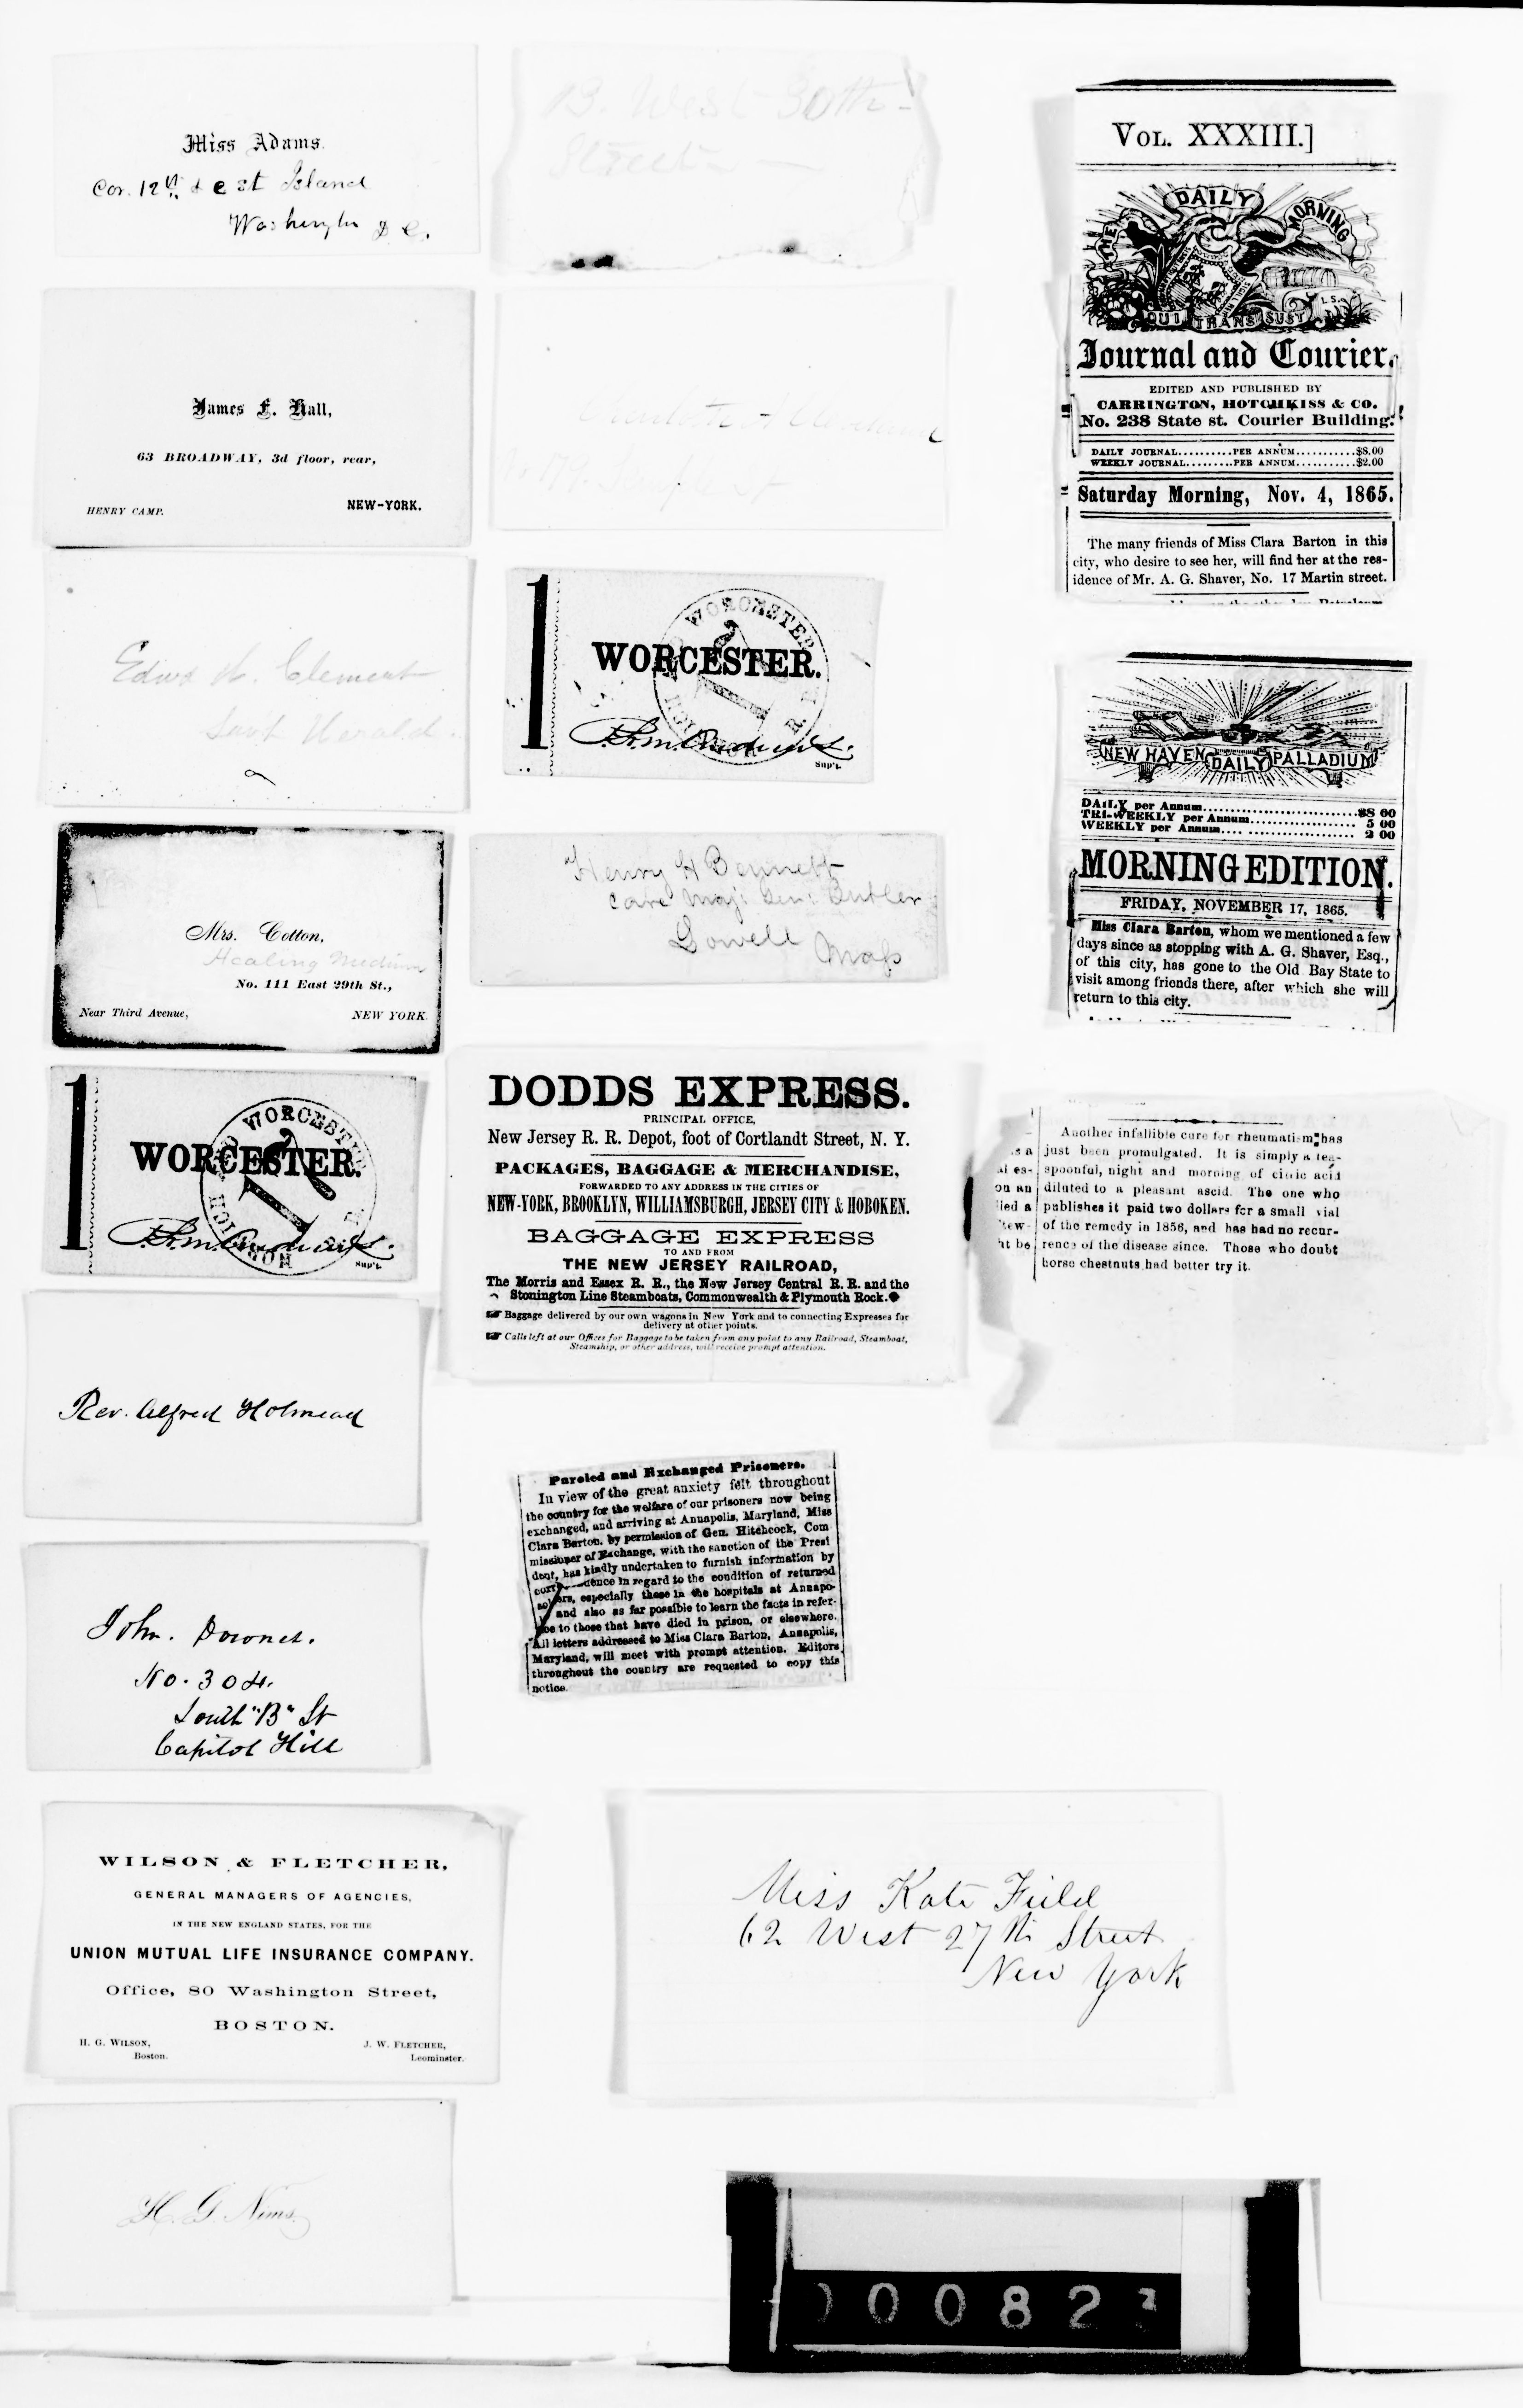 Miss Adams.
Cor. 12th & e st Island
Washington D C.
James F. Hall,
63 BROADWAY, 3d floor, rear,
HENRY CAMP.
NEW-YORK.
Edwd W. Clement
Herald.
Mrs. Cotton,
Healing Medium
No. 111 East 29th St.,
Near Third Avenue,
NEW YORK.
1
WORCESTER.
Sup't.
Rev. Alfred Holmead
John.
No. 304.
South "B" St
Capitol Hill
WILSON & FLETCHER,
GENERAL MANAGERS OF AGENCIES,
IN THE NEW ENGLAND STATES, FOR THE
UNION MUTUAL LIFE INSURANCE COMPANY.
Office, 80 Washington Street,
BOSTON.
H. G. WILSON,
Boston.
J. W. FLETCHER,
Leominster.
H. G. Nims.
13. West 30th
Street
179.
1
WORCESTER.
Sup't.
Henry H Bennett
Care Maj: Gen: Butler
Lowell Mass
DODDS EXPRESS.
PRINCIPAL OFFICE,
New Jersey R. R. Depot, foot of Cortlandt Street, N. Y.
PACKAGES, BAGGAGE & MERCHANDISE,
FORWARDED TO ANY ADDRESS IN THE CITIES OF
NEW-YORK, BROOKLYN, WILLIAMSBURGH, JERSEY CITY & HOBOKEN.
BAGGAGE EXPRESS
TO AND FROM
THE NEW JERSEY RAILROAD,
The Morris and Essex R. R., the New Jersey Central R. R. and the
Stonington Line Steamboats, Commonwealth & Plymouth Rock.
☞ Baggage delivered by our own wagons in New York and to connecting Expresses for
delivery at other points.
☞ Calls left at our Offices for Baggage to be taken from any point to any Railroad, Steamboat,
Steamship, or other address, will receive prompt attention.
Paroled and Exchanged Prisoners.
In view of the great anxiety felt throughout
the country for the welfare of our prisoners now being
exchanged, and arriving at Annapolis, Maryland, Miss
Clara Barton, by permission of Gen. Hitchcock, Com
missioner of Exchange, with the sanction of the Presi
dent, has kindly undertaken to furnish information by
dence in regard to the condition of returned
ers, especially those in the hospitals at Annapo-
and also as far possible to learn the facts in refer-
to those that have died in prison, or elsewhere.
All letters addressed to Miss Clara Barton, Annapolis,
Maryland, will meet with prompt attention. Editors
throughout the country are requested to copy this
notice.
VOL. XXXIII.]
THE DAILY MORNING
QUI TRANS SUST
Journal and Courier.
EDITED AND PUBLISHED BY
CARRINGTON, HOTCHKISS & CO.
No. 238 State st. Courier Building.
DAILY JOURNAL..........PER ANNUM...........$8.00
WEEKLY JOURNAL.........PER ANNUM...........$2.00
Saturday Morning, Nov. 4, 1865.
The many friends of Miss Clara Barton in this
city, who desire to see her, will find her at the res-
idence of Mr. A. G. Shaver, No. 17 Martin street.
NEW HAVEN DAILY PALLADIUM
DAILY per Annum..........$8 00
TRI-WEEKLY per Annum.......... 5 00
WEEKLY per Annum.......... 2 00
MORNING EDITION.
FRIDAY, NOVEMBER 17, 1865.
Miss Clara Barton, whom we mentioned a few
days since as stopping with A. G. Shaver, Esq.,
of this city, has gone to the Old Bay State to
visit among friends there, after which she will
return to this city.
Another infallible cure for rheumatism has
just been promulgated. It is simply a tea-
spoonful, night and morning of citric acid
diluted to a pleasant ascid. The one who
publishes it paid two dollars for a small vial
of the remedy in 1856, and has had no recur-
rence of the disease since. Those who doubt
horse chestnuts had better try it.
Miss Kate Field
62 West 27th Street
New York
0082